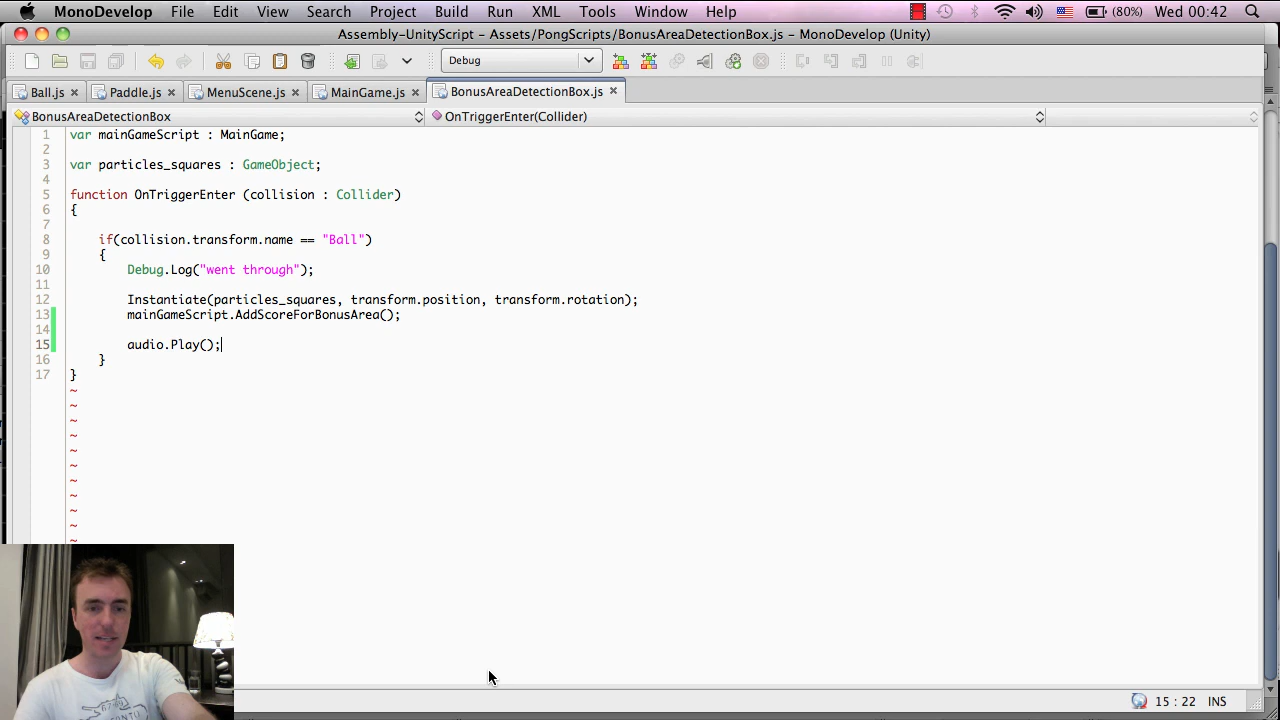 MonoDevelop File Edit View Search Project Build Run XML Tools Window Help (80%) Wed 00:42
Assembly-UnityScript - Assets/PongScripts/BonusAreaDetectionBox.js - MonoDevelop (Unity)
Debug
Ball.js Paddle.js MenuScene.js MainGame.js BonusAreaDetectionBox.js
BonusAreaDetectionBox OnTriggerEnter(Collider)
1 var mainGameScript : MainGame;
2
3 var particles_squares : GameObject;
4
5 function OnTriggerEnter (collision : Collider)
6 {
7
8 if(collision.transform.name == "Ball")
9 {
10 Debug.Log("went through");
11
12 Instantiate(particles_squares, transform.position, transform.rotation);
13 mainGameScript.AddScoreForBonusArea();
14
15 audio.Play();
16 }
17 }
~
~
~
~
~
~
~
~
~
~
~
15 : 22 INS